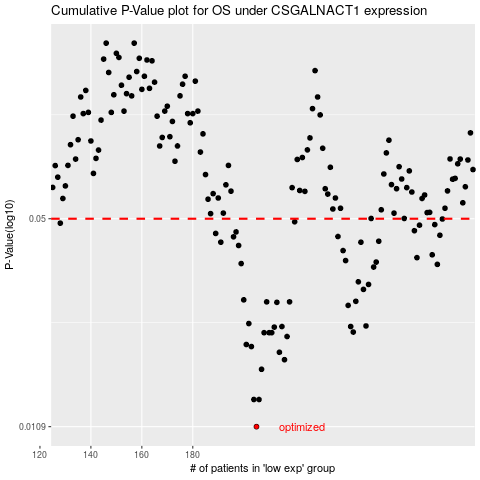 Cumulative P-Value plot for OS under CSGALNACT1 expression
P-Value(log10)
0.05
0.0109
optimized
120
140
160
180
# of patients in 'low exp' group